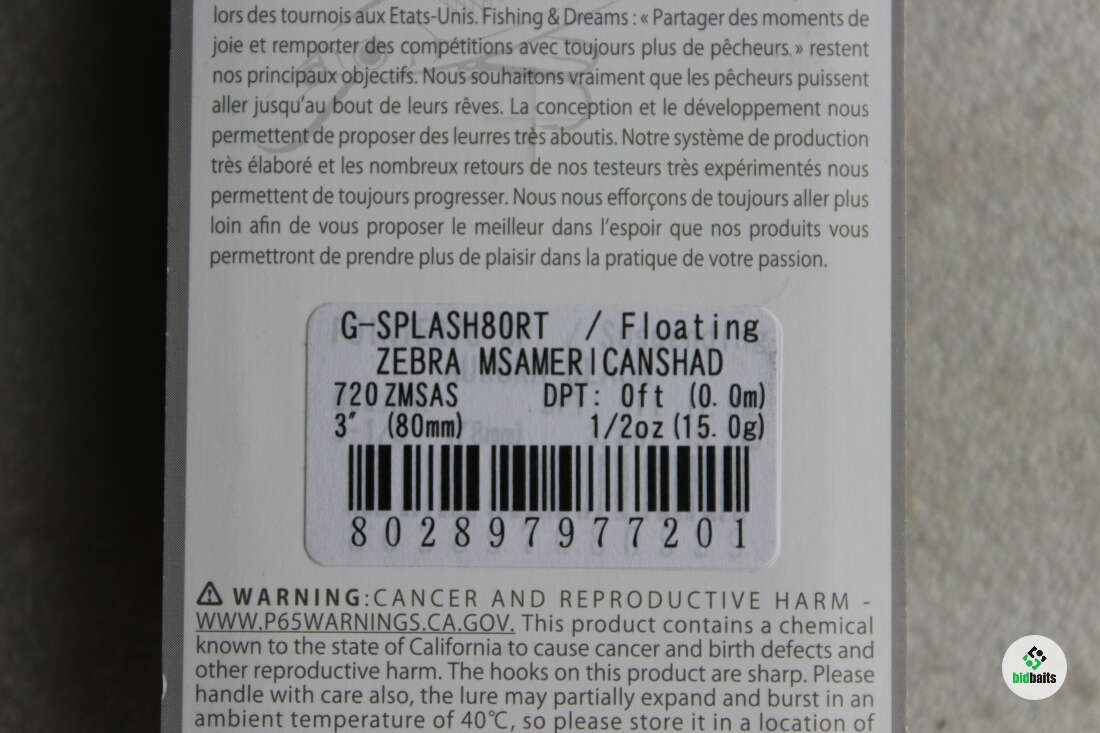 lors des tournois aux Etats-Unis. Fishing & Dreams : « Partager des moments de
joie et remporter des compétitions avec toujours plus de pêcheurs. » restent
nos principaux objectifs. Nous souhaitons vraiment que les pêcheurs puissent
aller jusqu'au bout de leurs rêves. La conception et le développement nous
permettent de proposer des leurres très aboutis. Notre système de production
très élaboré et les nombreux retours de nos testeurs très expérimentés nous
permettent de toujours progresser. Nous nous efforçons de toujours aller plus
loin afin de vous proposer le meilleur dans l'espoir que nos produits vous
permettront de prendre plus de plaisir dans la pratique de votre passion.
G-SPLASH80RT / Floating
ZEBRA MSAMERICANSHAD
720 ZMSAS DPT: 0ft (0.0m)
3″ (80mm) 1/2oz (15.0g)
802897977201
⚠ WARNING:CANCER AND REPRODUCTIVE HARM -
WWW.P65WARNINGS.CA.GOV. This product contains a chemical
known to the state of California to cause cancer and birth defects and
other reproductive harm. The hooks on this product are sharp. Please
handle with care also, the lure may partially expand and burst in an
ambient temperature of 40℃, so please store it in a location of
bidbaits